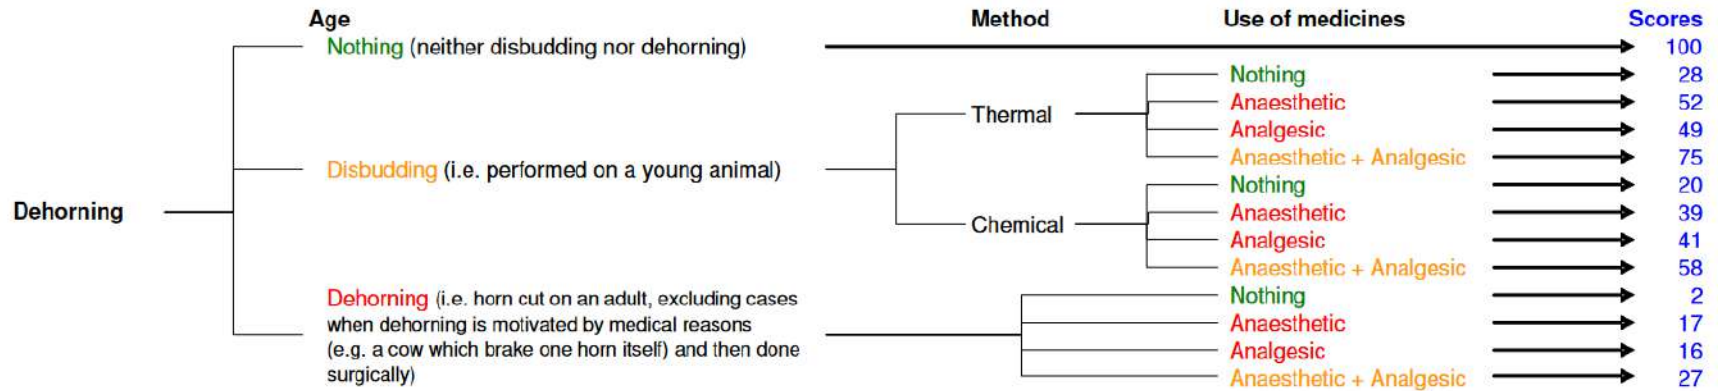 Age Method Use of medicines Scores
Nothing (neither disbudding nor dehorning) 100
Nothing 28
Anaesthetic 52
Thermal
Analgesic 49
Anaesthetic + Analgesic 75
Disbudding (i.e. performed on a young animal)
Nothing 20
Dehorning
Anaesthetic 39
Chemical
Analgesic 41
Anaesthetic + Analgesic 58
Dehorning (i.e. horn cut on an adult, excluding cases
when dehorning is motivated by medical reasons
(e.g. a cow which brake one horn itself) and then done
surgically)
Nothing 2
Anaesthetic 17
Analgesic 16
Anaesthetic + Analgesic 27